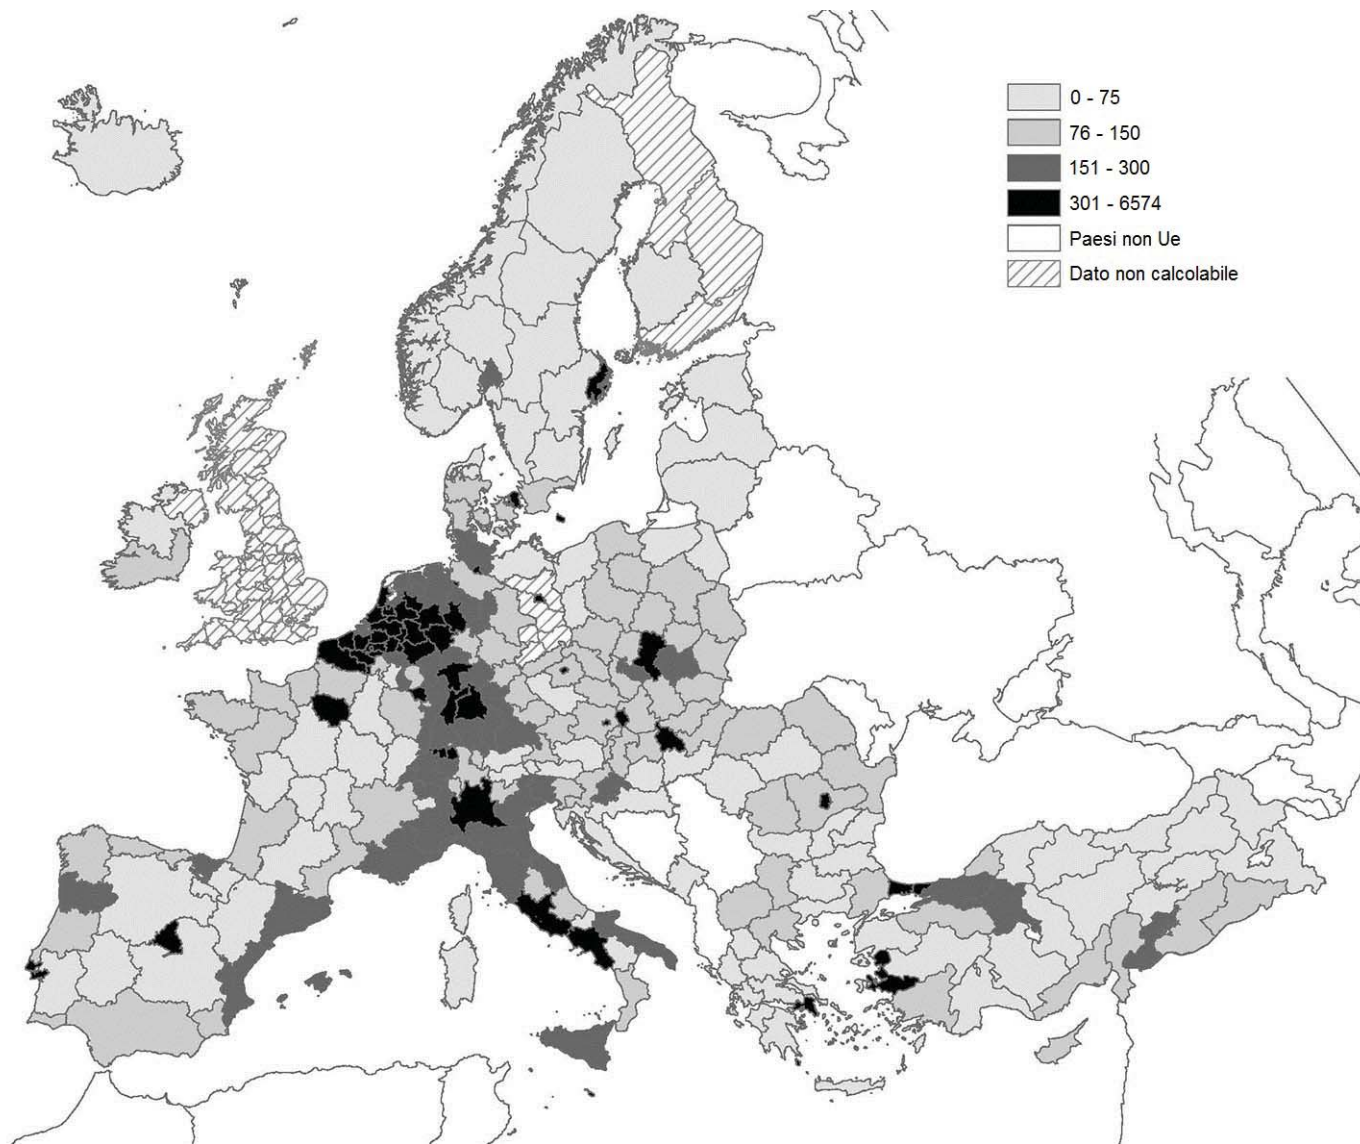 0 - 75
76 - 150
151 - 300
301 - 6574
Paesi non Ue
Dato non calcolabile